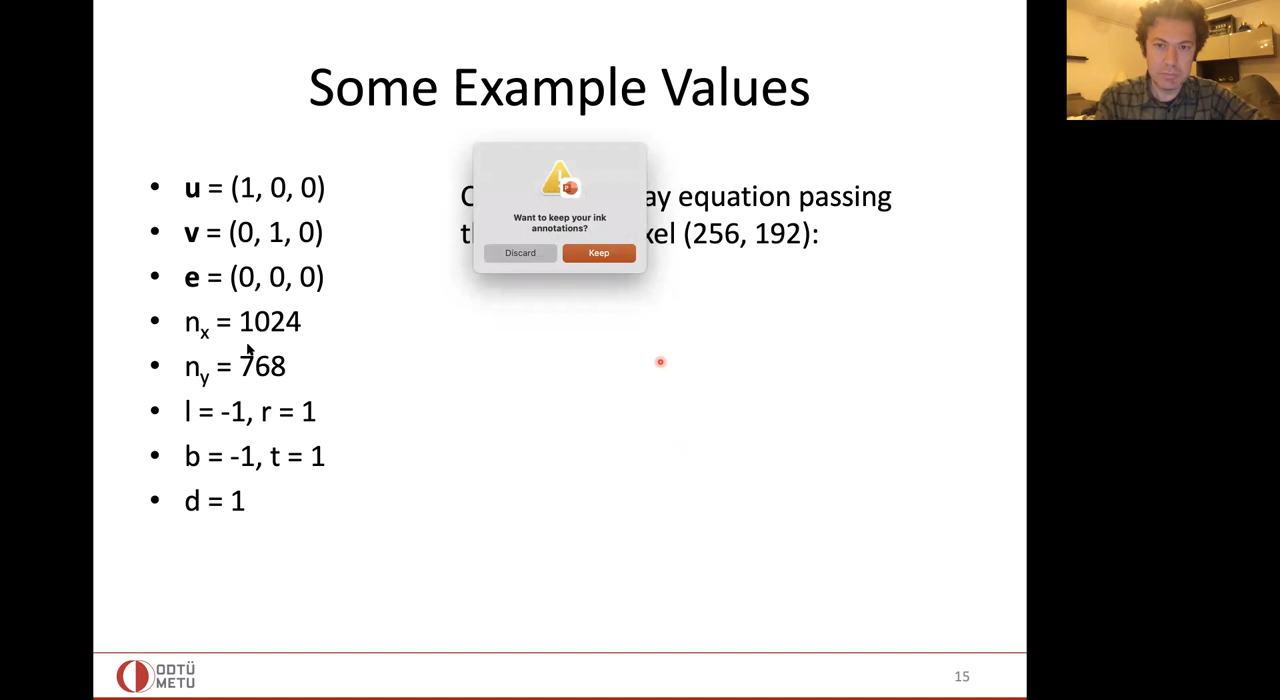 Some Example Values
• u = (1, 0, 0)
• v = (0, 1, 0)
• e = (0, 0, 0)
• nx = 1024
• ny = 768
• l = -1, r = 1
• b = -1, t = 1
• d = 1
ay equation passing
xel (256, 192):
Want to keep your ink
annotations?
Discard
Keep
ODTÜ
METU
15